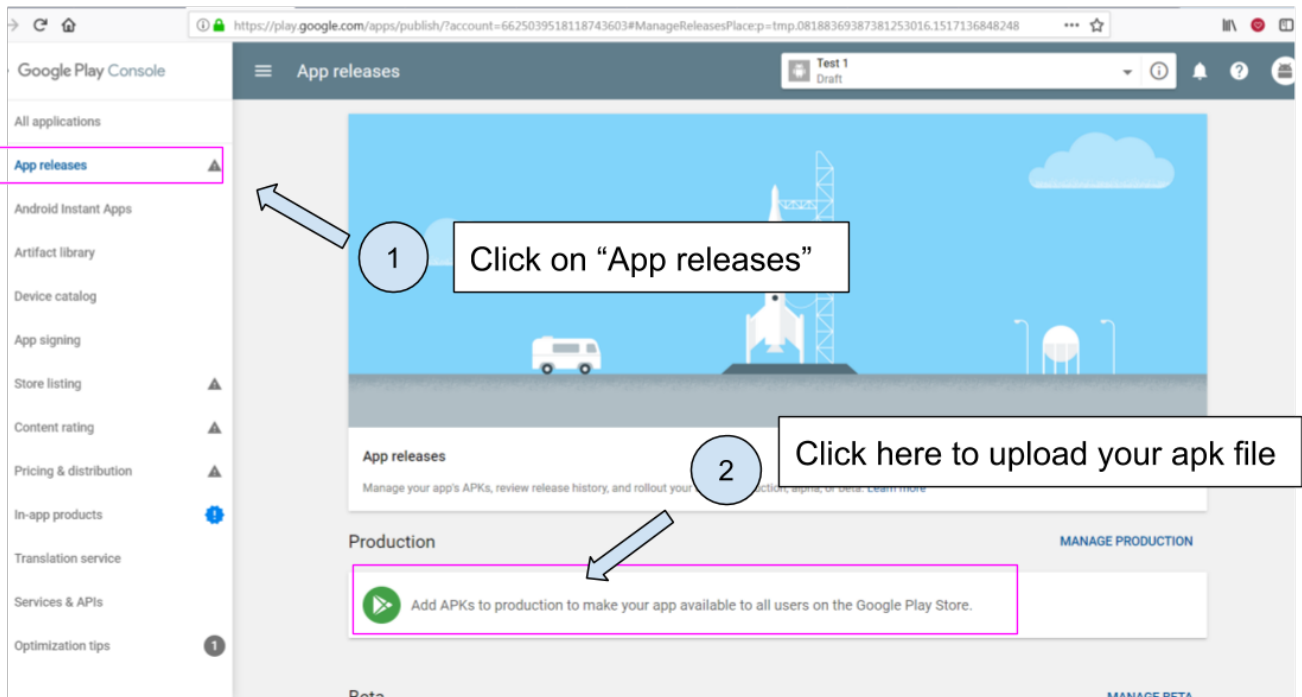 https://play.google.com/apps/publish/?account=6625039518118743603#ManageReleasesPlace:p=tmp.08188369387381253016.1517136848248
Google Play Console
App releases
Test 1
Draft
All applications
App releases
Android Instant Apps
Artifact library
Device catalog
App signing
Store listing
Content rating
Pricing & distribution
In-app products
Translation service
Services & APIs
Optimization tips
1
1
Click on “App releases”
2
Click here to upload your apk file
App releases
Manage your app's APKs, review release history, and rollout your alpha, or beta. Learn more
Production
MANAGE PRODUCTION
Add APKs to production to make your app available to all users on the Google Play Store.
Beta
MANAGE BETA